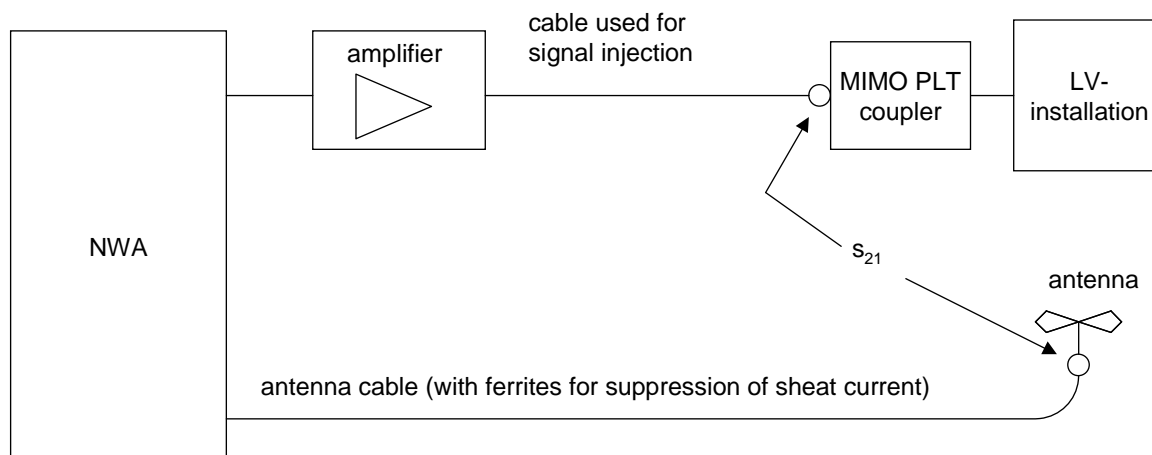 cable used for
signal injection
amplifier
MIMO PLT
coupler
LV-
installation
NWA
s21
antenna
antenna cable (with ferrites for suppression of sheat current)